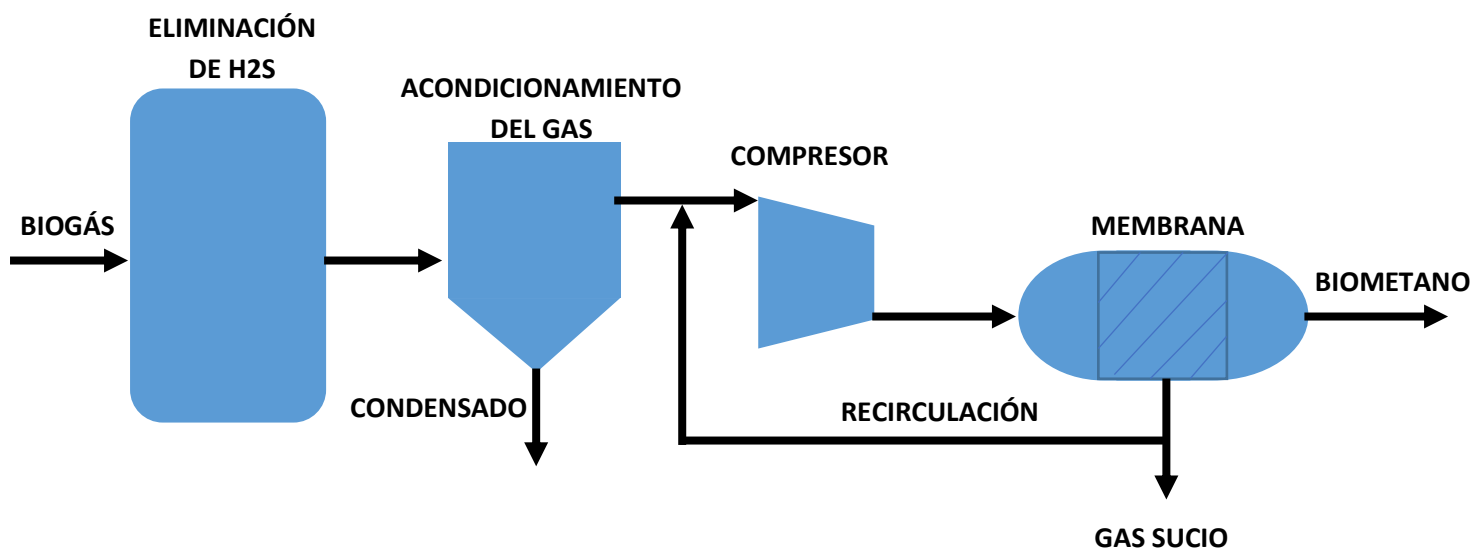 ELIMINACIÓN
DE H2S
ACONDICIONAMIENTO
DEL GAS
COMPRESOR
BIOGÁS
MEMBRANA
BIOMETANO
CONDENSADO
RECIRCULACIÓN
GAS SUCIO